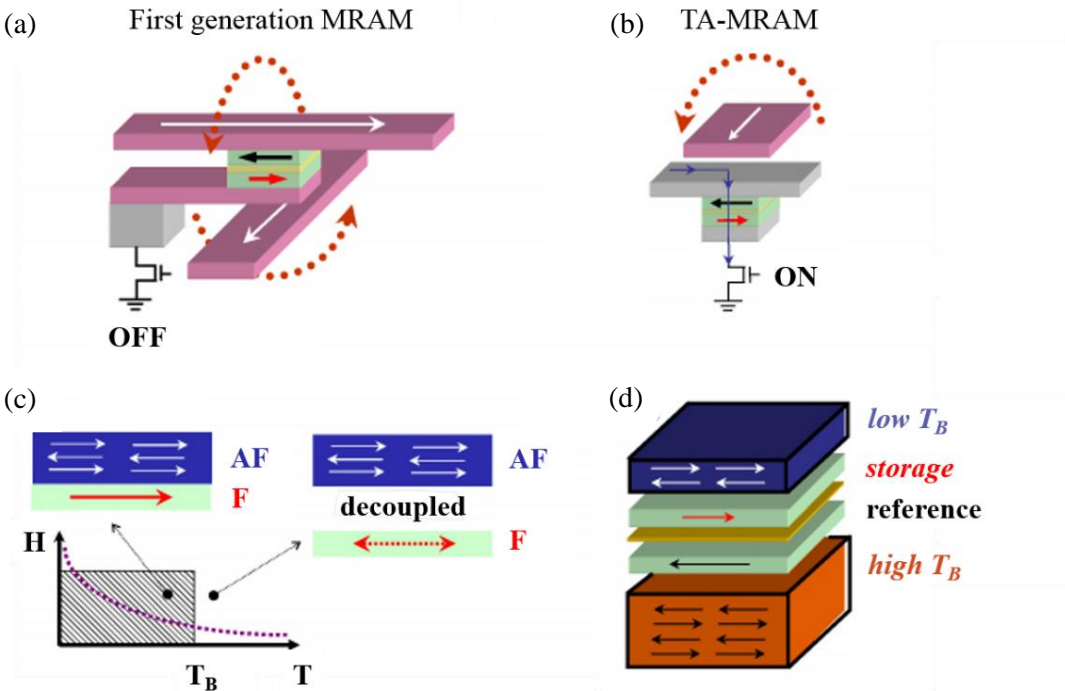 (a)
First generation MRAM
OFF
(b)
TA-MRAM
ON
(c)
AF
F
AF
decoupled
F
H
T_B
T
(d)
low T_B
storage
reference
high T_B